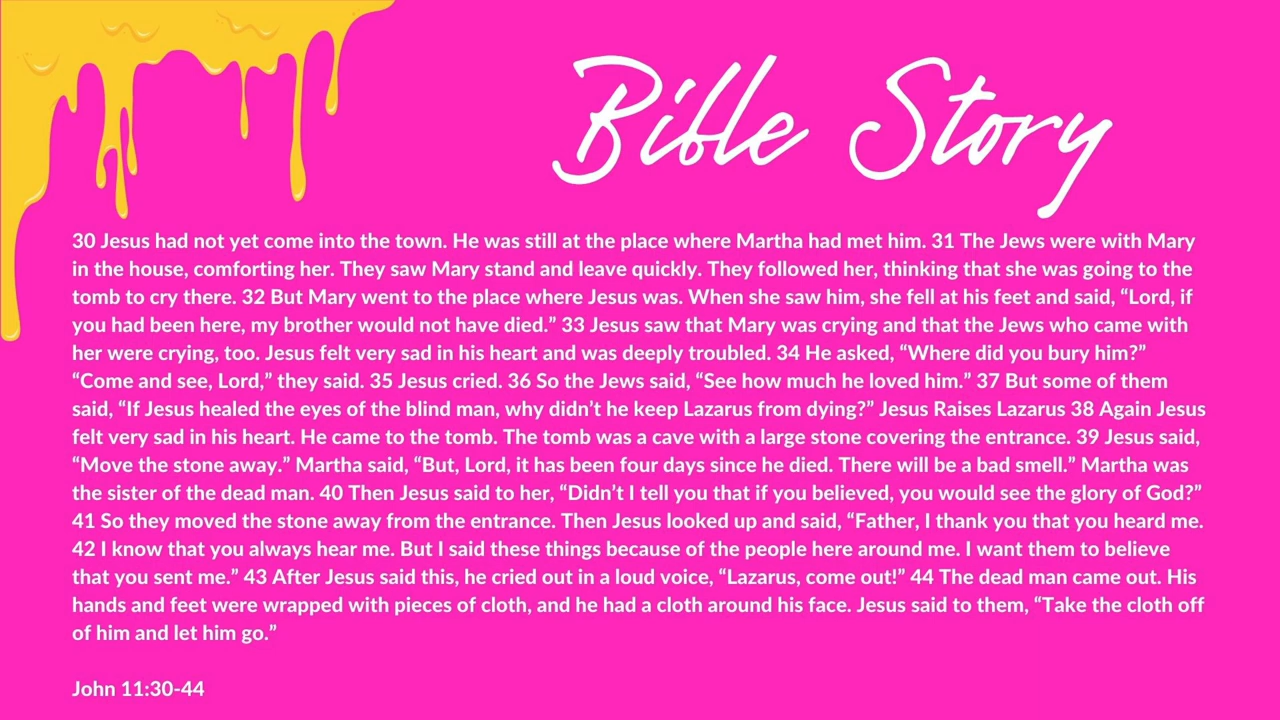 Bible Story
30 Jesus had not yet come into the town. He was still at the place where Martha had met him. 31 The Jews were with Mary
in the house, comforting her. They saw Mary stand and leave quickly. They followed her, thinking that she was going to the
tomb to cry there. 32 But Mary went to the place where Jesus was. When she saw him, she fell at his feet and said, “Lord, if
you had been here, my brother would not have died.” 33 Jesus saw that Mary was crying and that the Jews who came with
her were crying, too. Jesus felt very sad in his heart and was deeply troubled. 34 He asked, “Where did you bury him?”
“Come and see, Lord,” they said. 35 Jesus cried. 36 So the Jews said, “See how much he loved him.” 37 But some of them
said, “If Jesus healed the eyes of the blind man, why didn’t he keep Lazarus from dying?” Jesus Raises Lazarus 38 Again Jesus
felt very sad in his heart. He came to the tomb. The tomb was a cave with a large stone covering the entrance. 39 Jesus said,
“Move the stone away.” Martha said, “But, Lord, it has been four days since he died. There will be a bad smell.” Martha was
the sister of the dead man. 40 Then Jesus said to her, “Didn’t I tell you that if you believed, you would see the glory of God?”
41 So they moved the stone away from the entrance. Then Jesus looked up and said, “Father, I thank you that you heard me.
42 I know that you always hear me. But I said these things because of the people here around me. I want them to believe
that you sent me.” 43 After Jesus said this, he cried out in a loud voice, “Lazarus, come out!” 44 The dead man came out. His
hands and feet were wrapped with pieces of cloth, and he had a cloth around his face. Jesus said to them, “Take the cloth off
of him and let him go.”
John 11:30-44